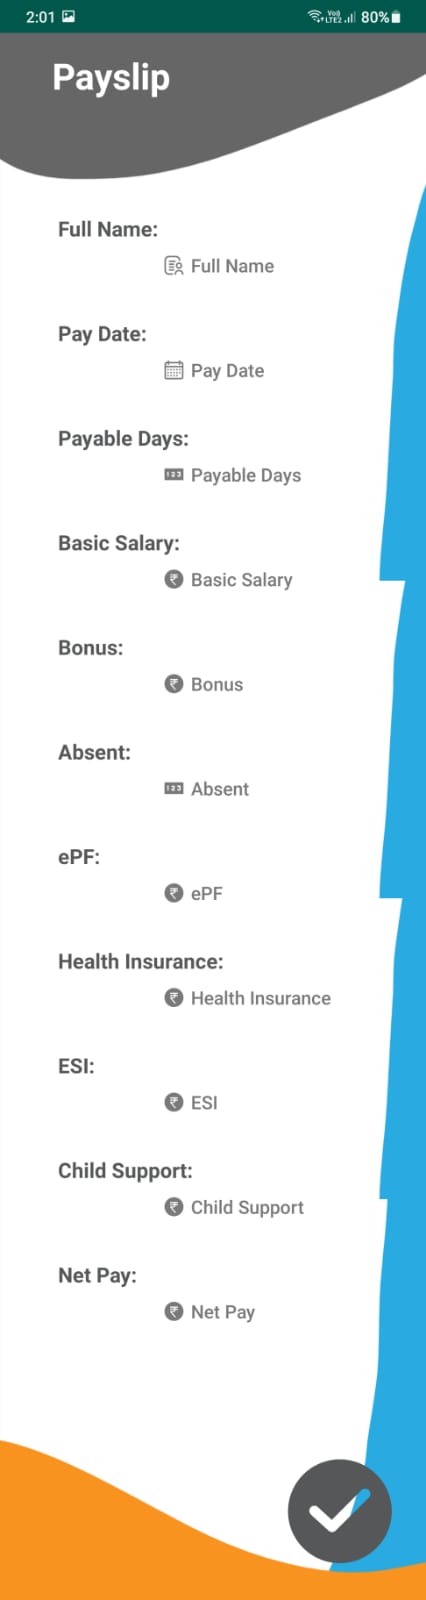 2:01 80%
Payslip
Full Name:
Full Name
Pay Date:
Pay Date
Payable Days:
123 Payable Days
Basic Salary:
₹ Basic Salary
Bonus:
₹ Bonus
Absent:
123 Absent
ePF:
₹ ePF
Health Insurance:
₹ Health Insurance
ESI:
₹ ESI
Child Support:
₹ Child Support
Net Pay:
₹ Net Pay